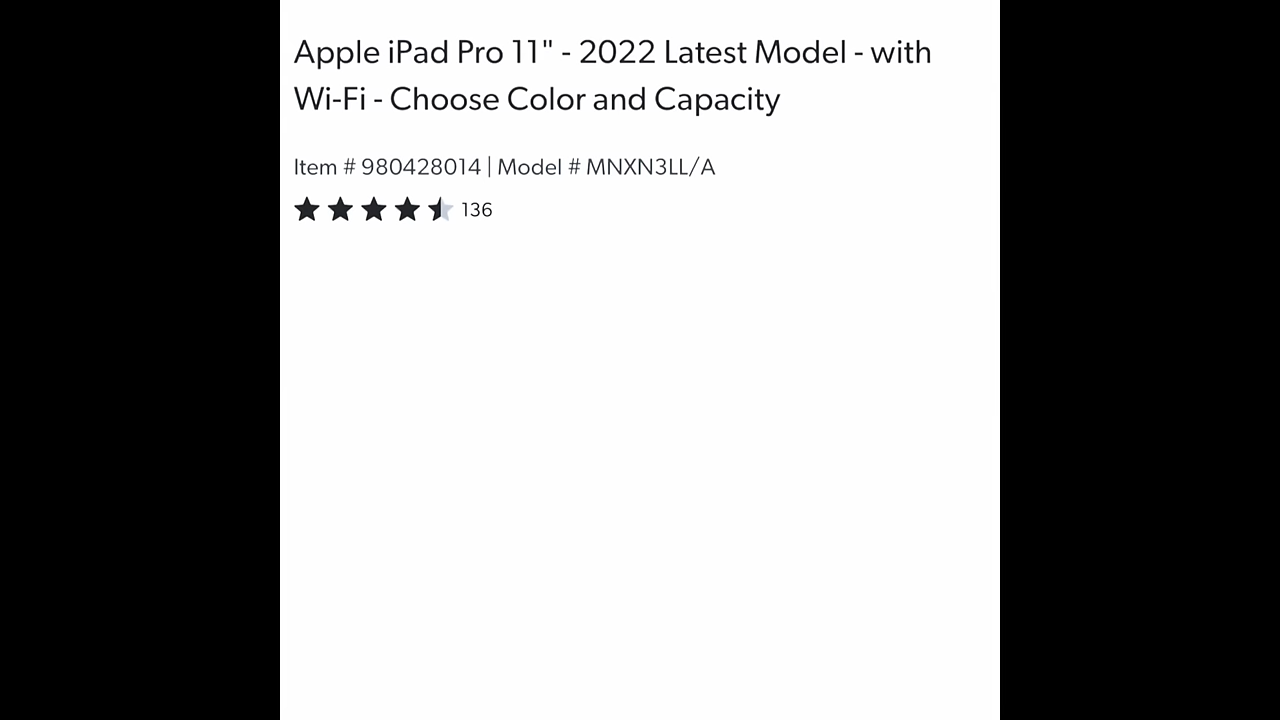 Apple iPad Pro 11" - 2022 Latest Model - with
Wi-Fi - Choose Color and Capacity
Item # 980428014 | Model # MNXN3LL/A
136